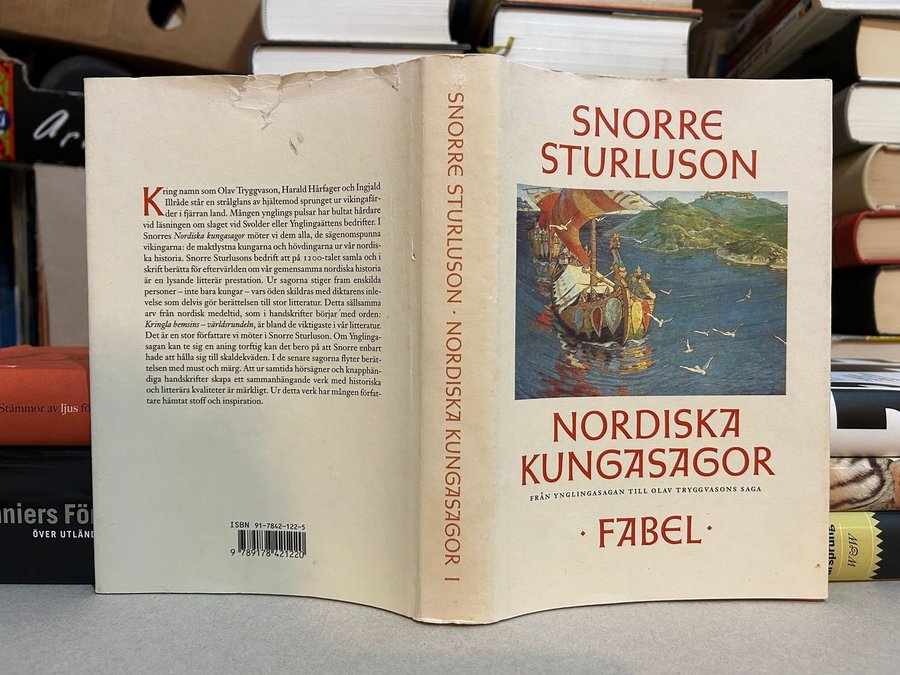 Kring namn som Olav Tryggvason, Harald Hårfager och Ingjald
Illråde står en strålglans av hjältemod sprunget ur vikingafär-
der i fjärran land. Mången ynglings pulsar har bultat hårdare
vid läsningen om slaget vid Svolder eller Ynglingaättens bedrifter. I
Snorres Nordiska kungasagor möter vi dem alla, de sägenomspunna
vikingarna: de maktlystna kungarna och hövdingarna ur vår nordis-
ka historia. Snorre Sturlusons bedrift att på 1200-talet samla och i
skrift berätta för eftervärlden om vår gemensamma nordiska historia
är en lysande litterär prestation. Ur sagorna stiger fram enskilda
personer – inte bara kungar – vars öden skildras med diktarens inle-
velse som delvis gör berättelsen till stor litteratur. Detta sällsamma
arv från nordisk medeltid, som i handskrifter börjar med orden:
Kringla hemsins – världsrundeln, är bland de viktigaste i vår litteratur.
Det är en stor författare vi möter i Snorre Sturluson. Om Ynglinga-
sagan kan te sig en aning torftig kan det bero på att Snorre enbart
hade att hålla sig till skaldekväden. I de senare sagorna flyter berät-
telsen med must och märg. Att ur samtida hörsägner och knapphän-
diga handskrifter skapa ett sammanhängande verk med historiska
och litterära kvaliteter är märkligt. Ur detta verk har mången förfat-
tare hämtat stoff och inspiration.
ISBN 91-7842-122-5
9 789178 421220
SNORRE STURLUSON · NORDISKA KUNGASAGOR I
SNORRE
STURLUSON
NORDISKA
KUNGASAGOR
FRÅN YNGLINGASAGAN TILL OLAV TRYGGVASONS SAGA
· FABEL ·
Stämmor av ljus
niers För
ÖVER UTLÄND
ursprung
M&M